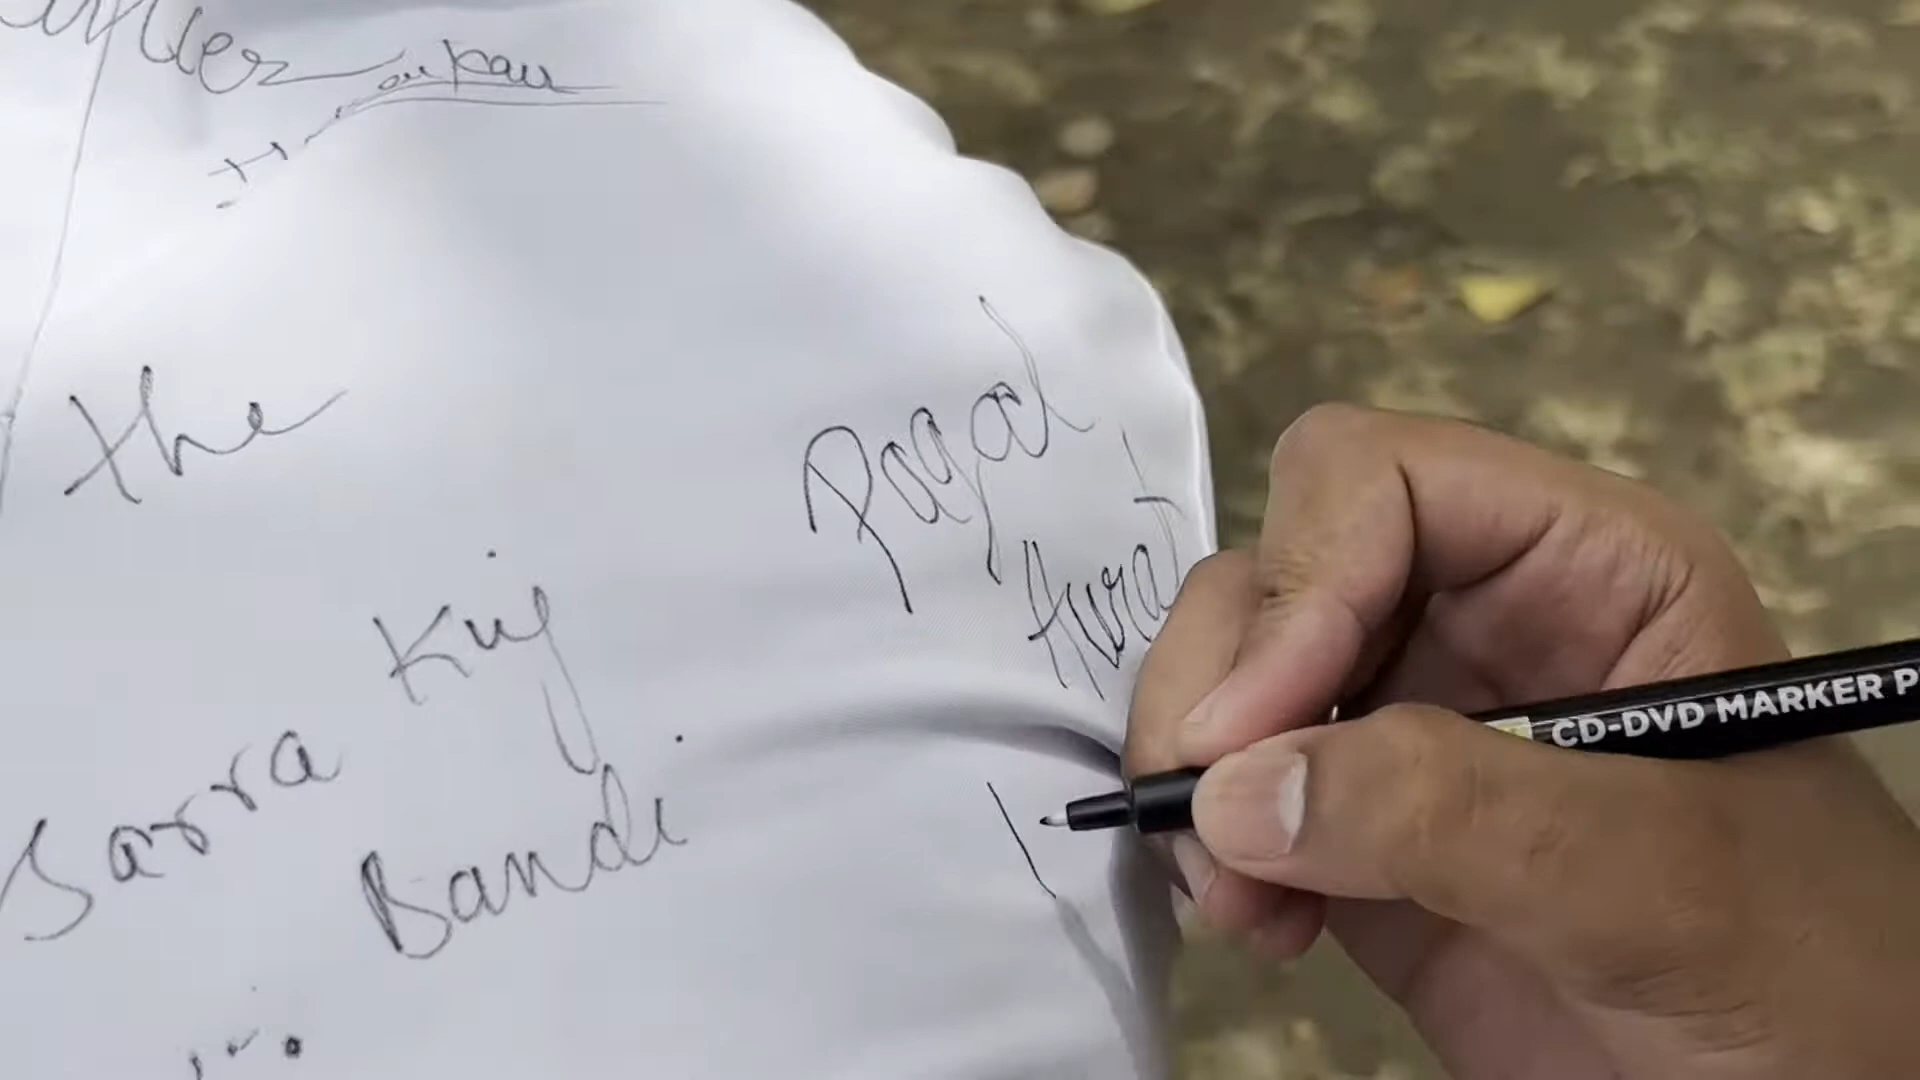 the
Pagal
Aurat
Kuj
Sarra
Bandi
CD-DVD MARKER P